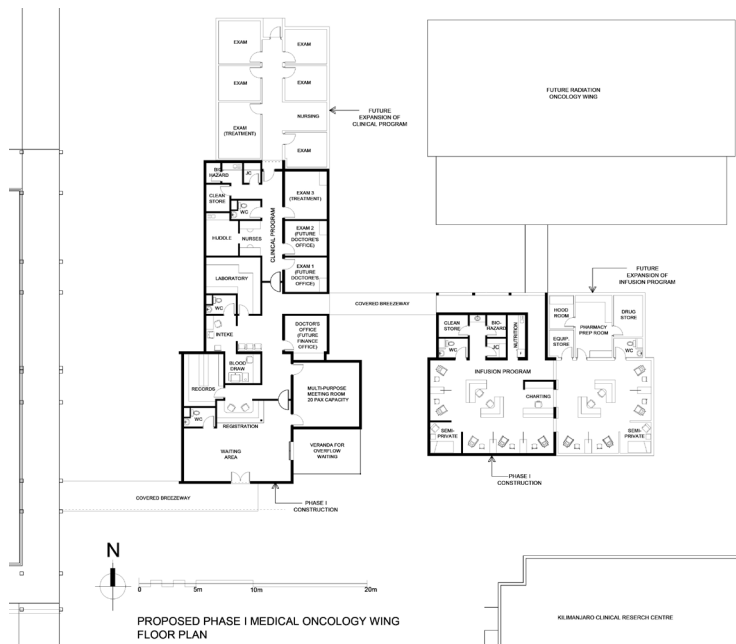 EXAM
EXAM
EXAM
EXAM
FUTURE
EXPANSION OF
CLINICAL PROGRAM
NURSING
EXAM
(TREATMENT)
EXAM
FUTURE RADIATION
ONCOLOGY WING
BIO-
HAZARD
JC
CLEAN
STORE
WC
EXAM 3
(TREATMENT)
HUDDLE
NURSES
CLINICAL PROGRAM
EXAM 2
(FUTURE
DOCTORE'S
OFFICE)
LABORATORY
EXAM 1
(FUTURE
DOCTORE'S
OFFICE)
WC
INTEKE
COVERED BREEZEWAY
DOCTOR'S
OFFICE
(FUTURE
FINANCE
OFFICE)
BLOOD
DRAW
RECORDS
MULTI-PURPOSE
MEETING ROOM
20 PAX CAPACITY
WC
REGISTRATION
WAITING
AREA
VERANDA FOR
OVERFLOW
WAITING
COVERED BREEZEWAY
PHASE I
CONSTRUCTION
FUTURE
EXPANSION OF
INFUSION PROGRAM
CLEAN
STORE
BIO-
HAZARD
NUTRITION
HOOD
ROOM
DRUG
STORE
PHARMACY
PREP ROOM
EQUIP.
STORE
WC
JC
WC
INFUSION PROGRAM
CHARTING
SEMI-
PRIVATE
SEMI-
PRIVATE
PHASE I
CONSTRUCTION
N
0 5m 10m 20m
PROPOSED PHASE I MEDICAL ONCOLOGY WING
FLOOR PLAN
KILIMANJARO CLINICAL RESERCH CENTRE